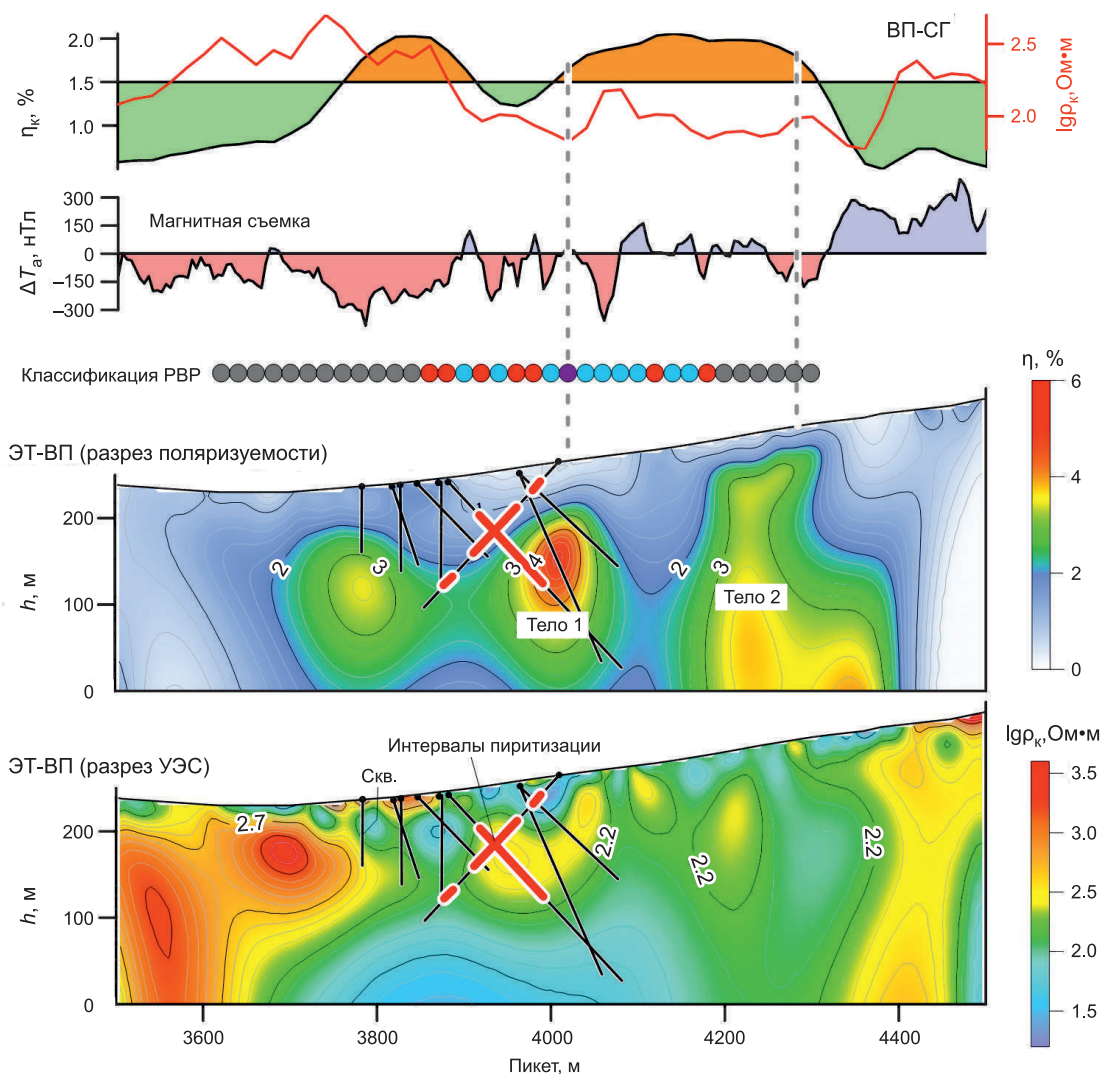 ВП-СГ
2.0
1.5
1.0
ηк, %
2.5
2.0
lgρк,Ом•м
Магнитная съемка
300
150
0
−150
−300
ΔTа, нТл
Классификация РВР
η, %
6
4
2
0
ЭТ-ВП (разрез поляризуемости)
200
100
0
h, м
2
3
3
4
2
3
Тело 1
Тело 2
ЭТ-ВП (разрез УЭС)
Интервалы пиритизации
Скв.
lgρк,Ом•м
3.5
3.0
2.5
2.0
1.5
200
100
0
h, м
2.7
2.2
2.2
2.2
3600
3800
4000
4200
4400
Пикет, м